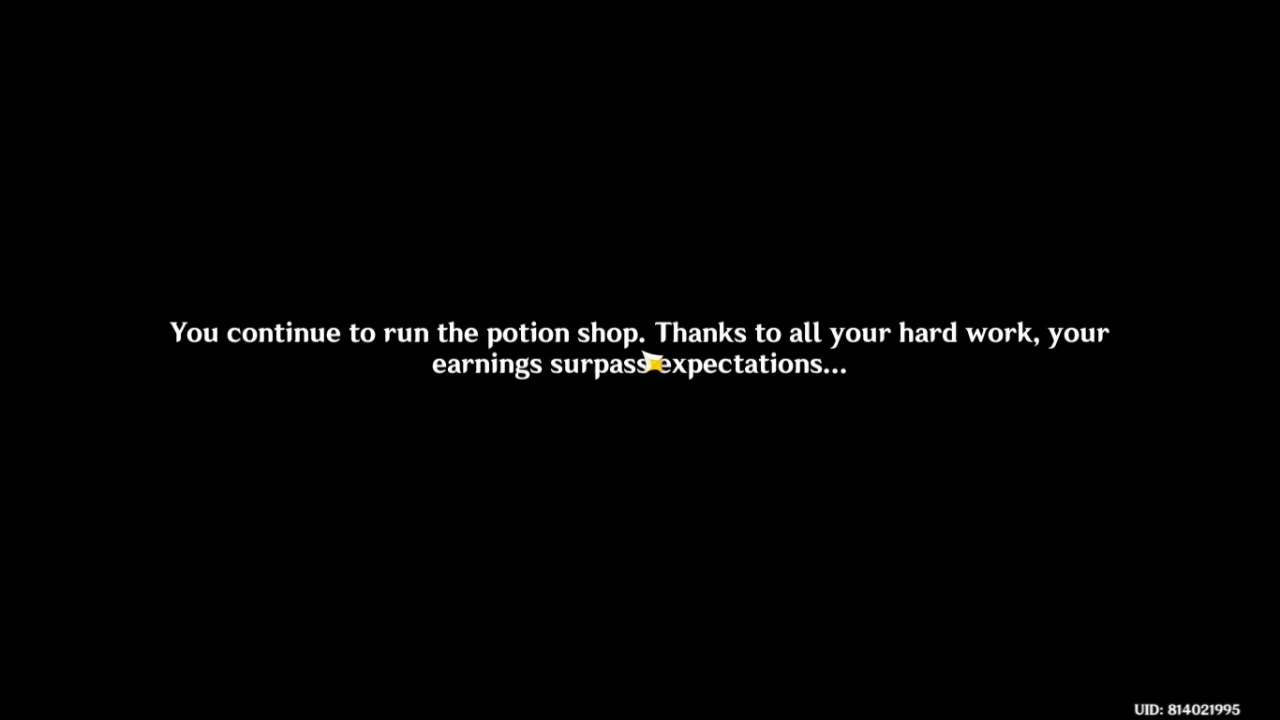 You continue to run the potion shop. Thanks to all your hard work, your
earnings surpass expectations...
UID: 814021995